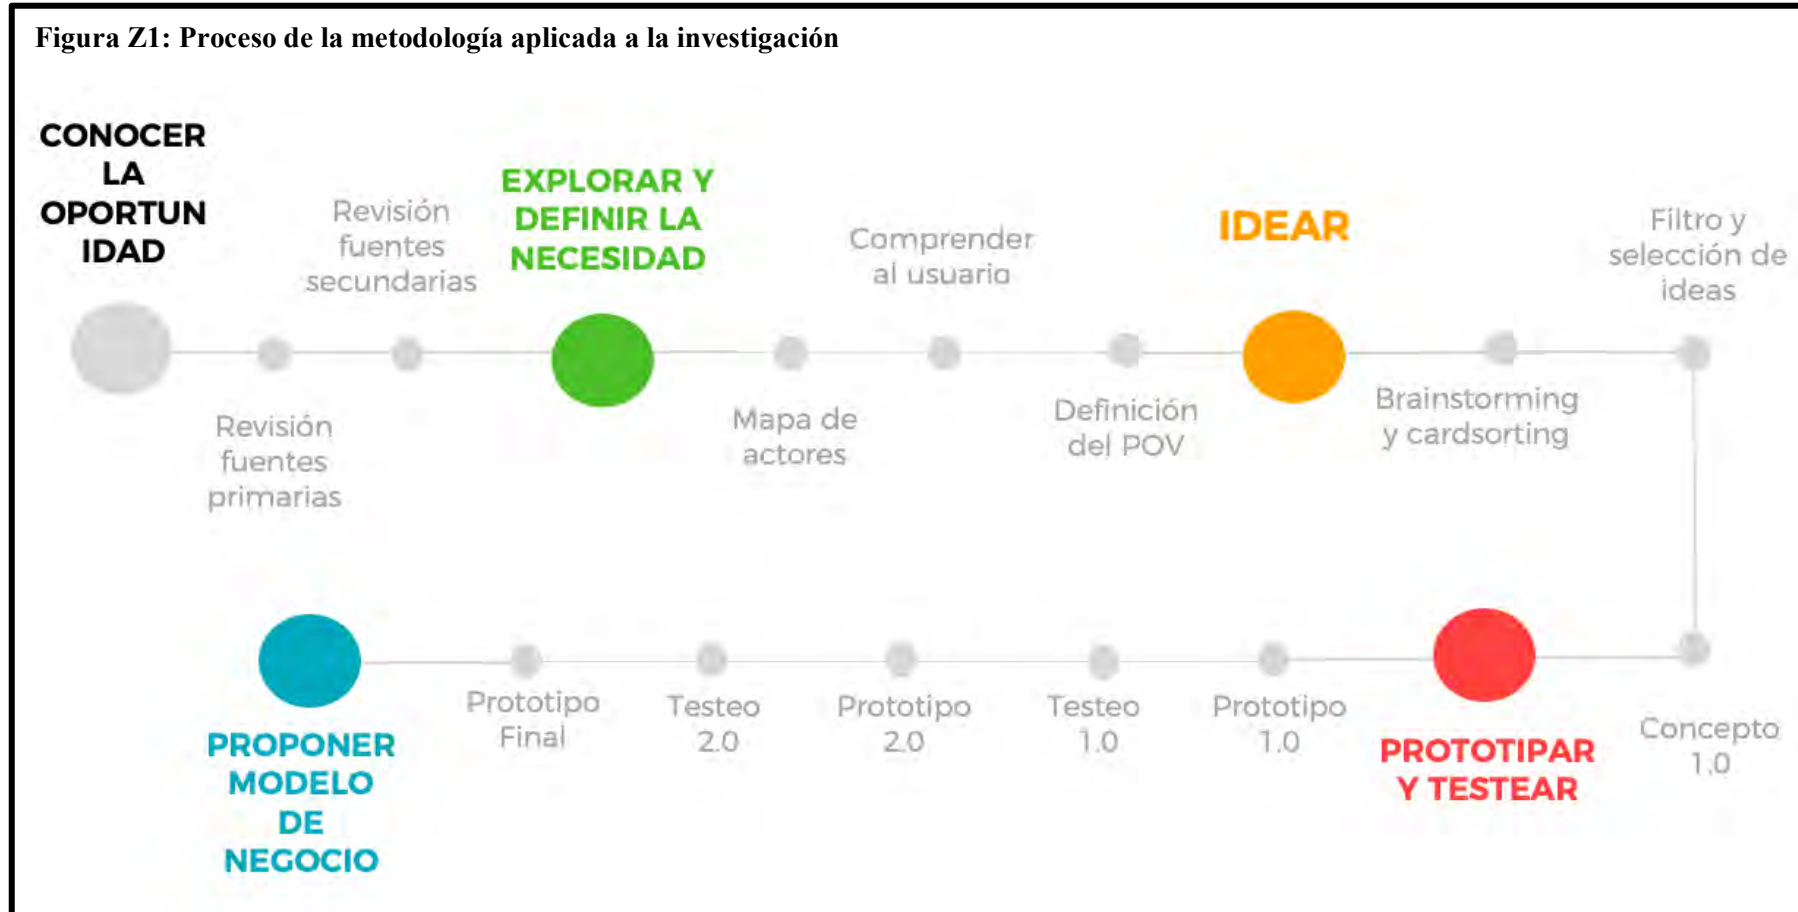 Figura Z1: Proceso de la metodología aplicada a la investigación
CONOCER
LA
OPORTUN
IDAD
Revisión
fuentes
primarias
Revisión
fuentes
secundarias
EXPLORAR Y
DEFINIR LA
NECESIDAD
Mapa de
actores
Comprender
al usuario
Definición
del POV
IDEAR
Brainstorming
y cardsorting
Filtro y
selección de
ideas
Concepto
1.0
PROTOTIPAR
Y TESTEAR
Prototipo
1.0
Testeo
1.0
Prototipo
2.0
Testeo
2.0
Prototipo
Final
PROPONER
MODELO
DE
NEGOCIO